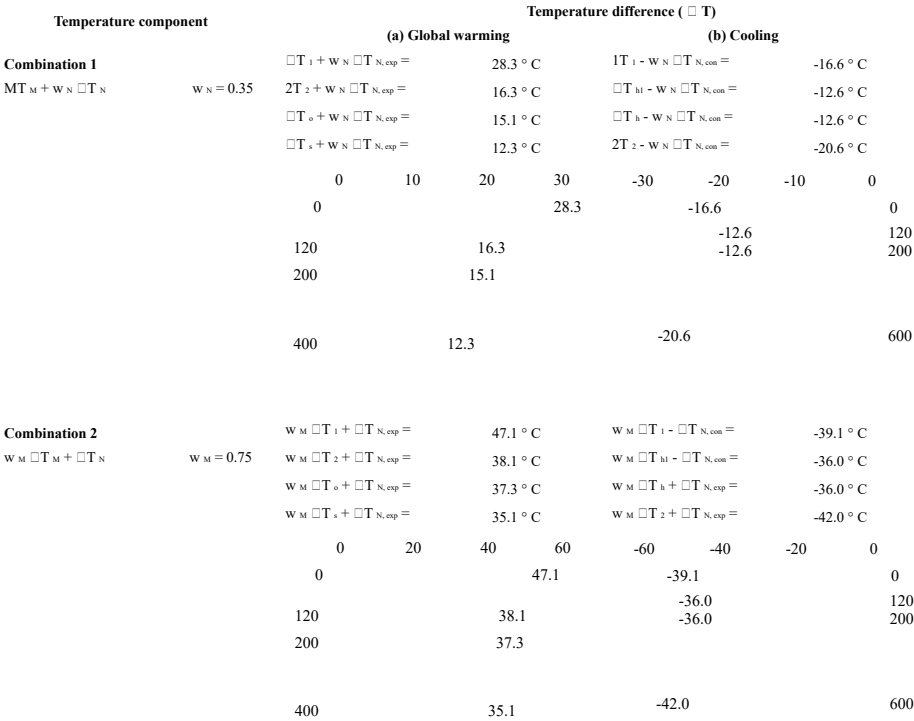 Temperature component Temperature difference ( □ T)
(a) Global warming (b) Cooling
Combination 1 □T 1 + w N □T N, exp = 28.3 ° C 1T 1 - w N □T N, con = -16.6 ° C
MT M + w N □T N w N = 0.35 2T 2 + w N □T N, exp = 16.3 ° C □T h1 - w N □T N, con = -12.6 ° C
□T o + w N □T N, exp = 15.1 ° C □T h - w N □T N, con = -12.6 ° C
□T s + w N □T N, exp = 12.3 ° C 2T 2 - w N □T N, con = -20.6 ° C
0 10 20 30 -30 -20 -10 0
0 28.3 -16.6 0
-12.6 120
120 16.3 -12.6 200
200 15.1
400 12.3 -20.6 600
Combination 2 w M □T 1 + □T N, exp = 47.1 ° C w M □T 1 - □T N, con = -39.1 ° C
w M □T M + □T N w M = 0.75 w M □T 2 + □T N, exp = 38.1 ° C w M □T h1 - □T N, con = -36.0 ° C
w M □T o + □T N, exp = 37.3 ° C w M □T h + □T N, exp = -36.0 ° C
w M □T s + □T N, exp = 35.1 ° C w M □T 2 + □T N, exp = -42.0 ° C
0 20 40 60 -60 -40 -20 0
0 47.1 -39.1 0
-36.0 120
120 38.1 -36.0 200
200 37.3
400 35.1 -42.0 600